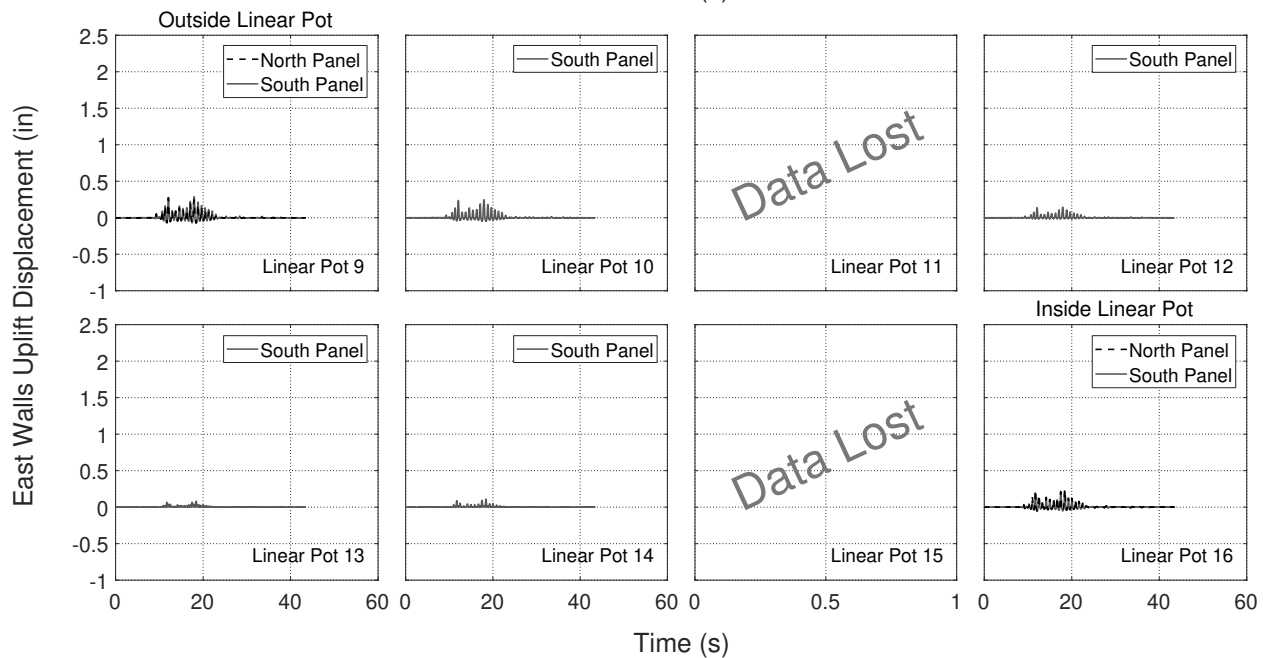 Outside Linear Pot
East Walls Uplift Displacement (in)
2.5
2
1.5
1
0.5
0
-0.5
-1
North Panel
South Panel
Linear Pot 9
South Panel
Linear Pot 10
Data Lost
Linear Pot 11
South Panel
Linear Pot 12
Inside Linear Pot
2.5
2
1.5
1
0.5
0
-0.5
-1
South Panel
Linear Pot 13
South Panel
Linear Pot 14
Data Lost
Linear Pot 15
North Panel
South Panel
Linear Pot 16
0 20 40 60
0 20 40 60
0 0.5 1
0 20 40 60
Time (s)